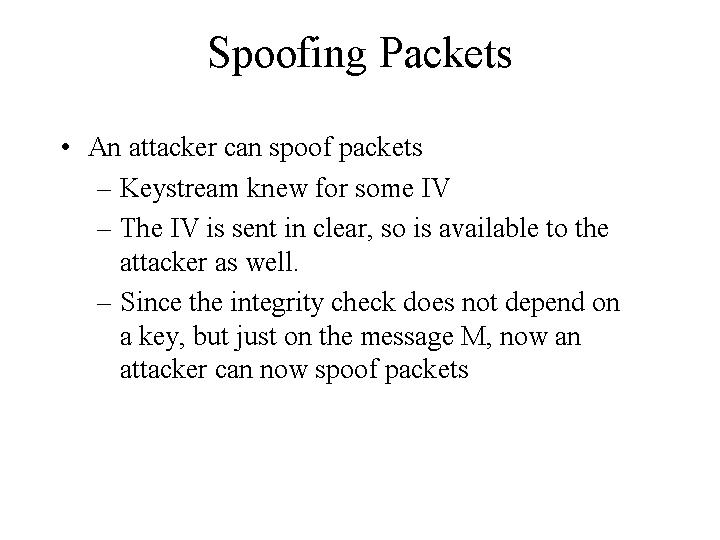 Spoofing Packets
• An attacker can spoof packets
– Keystream knew for some IV
– The IV is sent in clear, so is available to the
attacker as well.
– Since the integrity check does not depend on
a key, but just on the message M, now an
attacker can now spoof packets